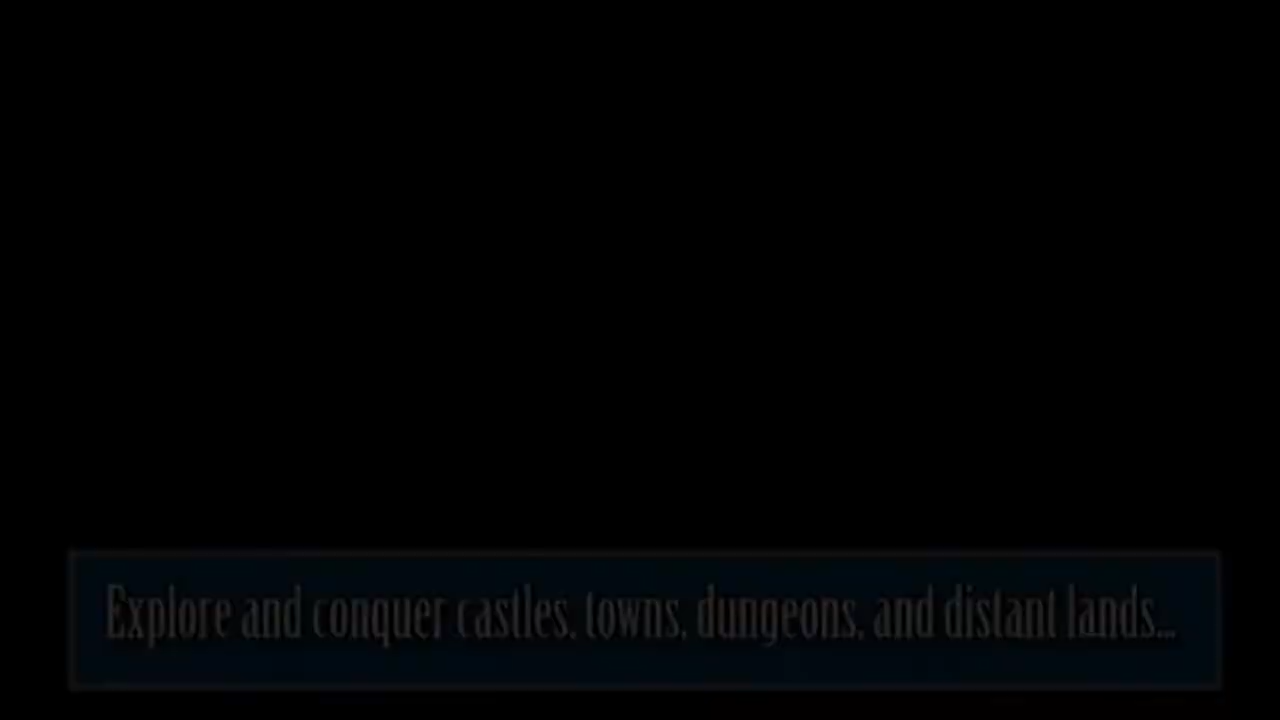 Explore and conquer castles, towns, dungeons, and distant lands...